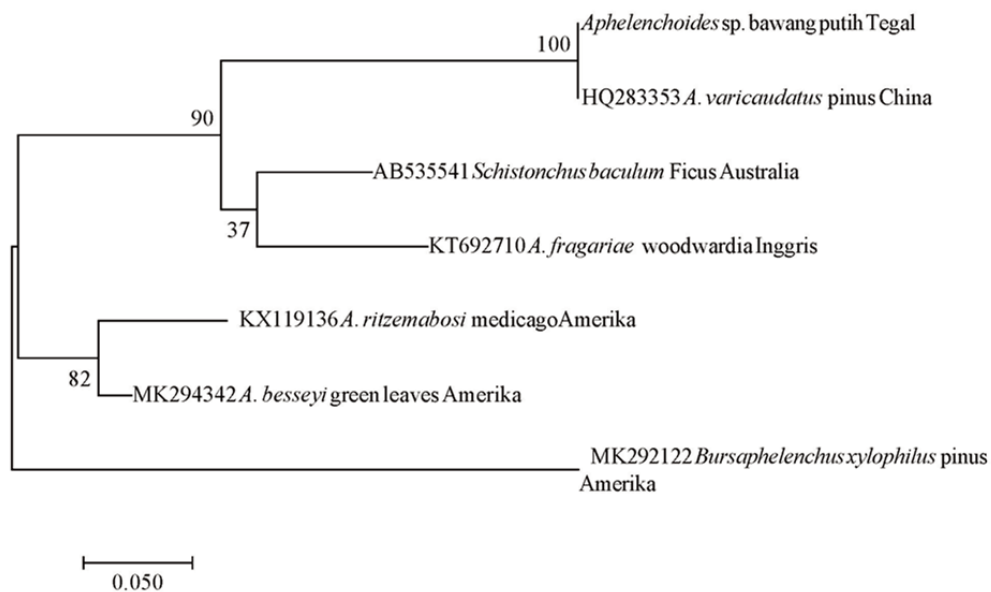 Aphelenchoides sp. bawang putih Tegal
100
HQ283353 A. varicaudatus pinus China
90
AB535541 Schistonchus baculum Ficus Australia
37
KT692710 A. fragariae woodwardia Inggris
KX119136 A. ritzemabosi medicago Amerika
82
MK294342 A. besseyi green leaves Amerika
MK292122 Bursaphelenchus xylophilus pinus
Amerika
0.050